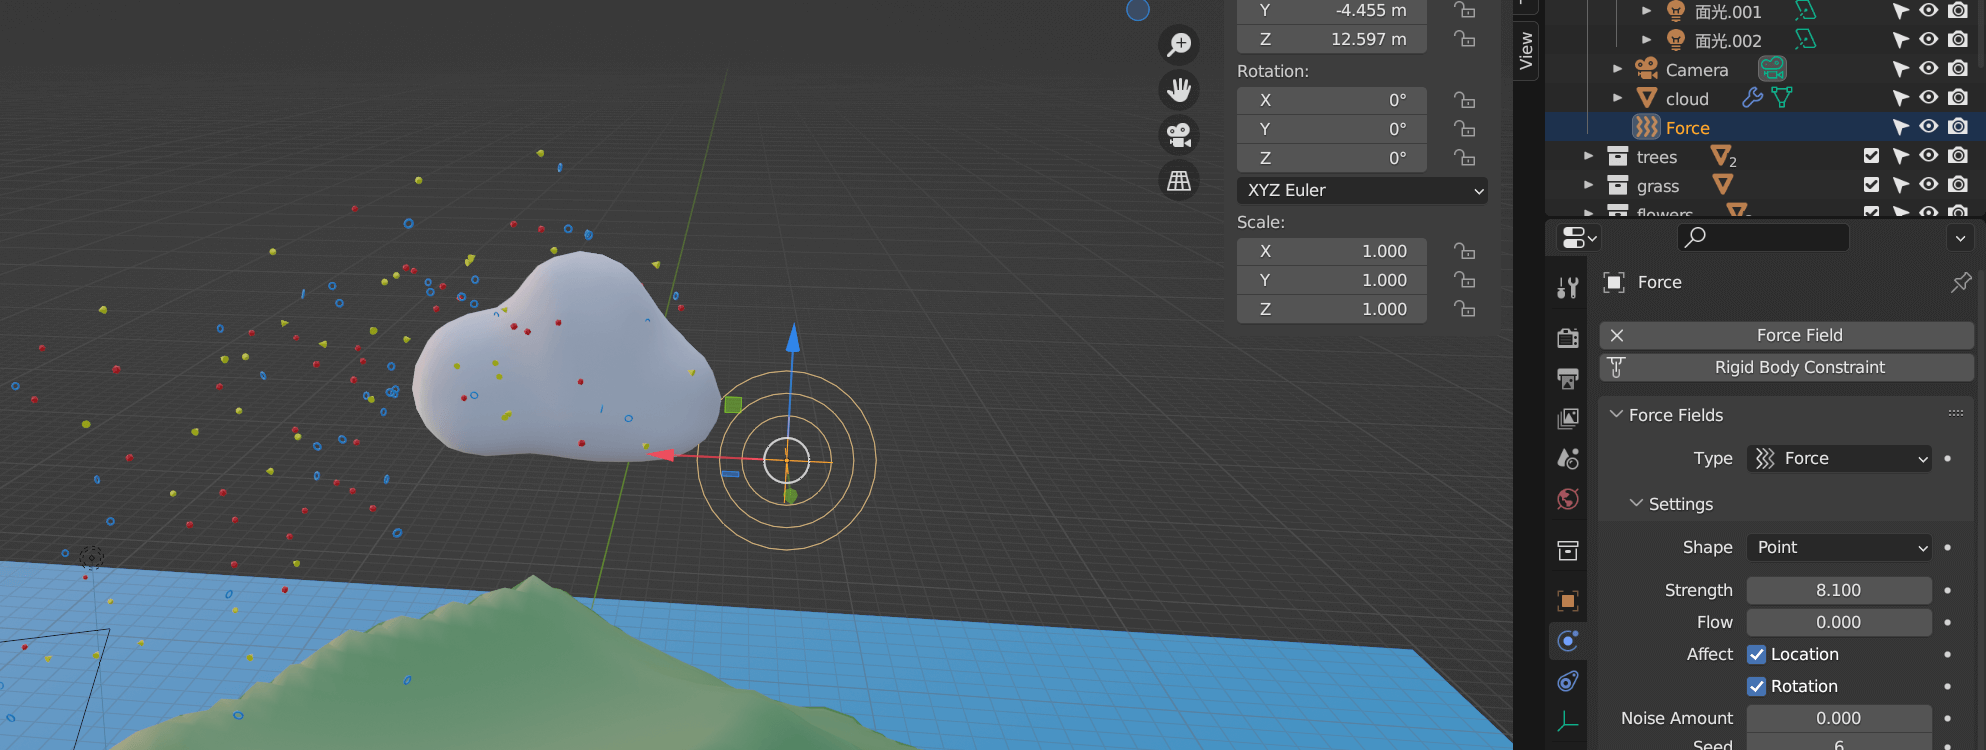 Y -4.455 m
Z 12.597 m
View
Rotation:
X 0°
Y 0°
Z 0°
XYZ Euler
Scale:
X 1.000
Y 1.000
Z 1.000
面光.001
面光.002
Camera
cloud
Force
trees 2
grass
flowers
Force
Force Field
Rigid Body Constraint
Force Fields
Type Force
Settings
Shape Point
Strength 8.100
Flow 0.000
Affect Location
Rotation
Noise Amount 0.000
Seed 6